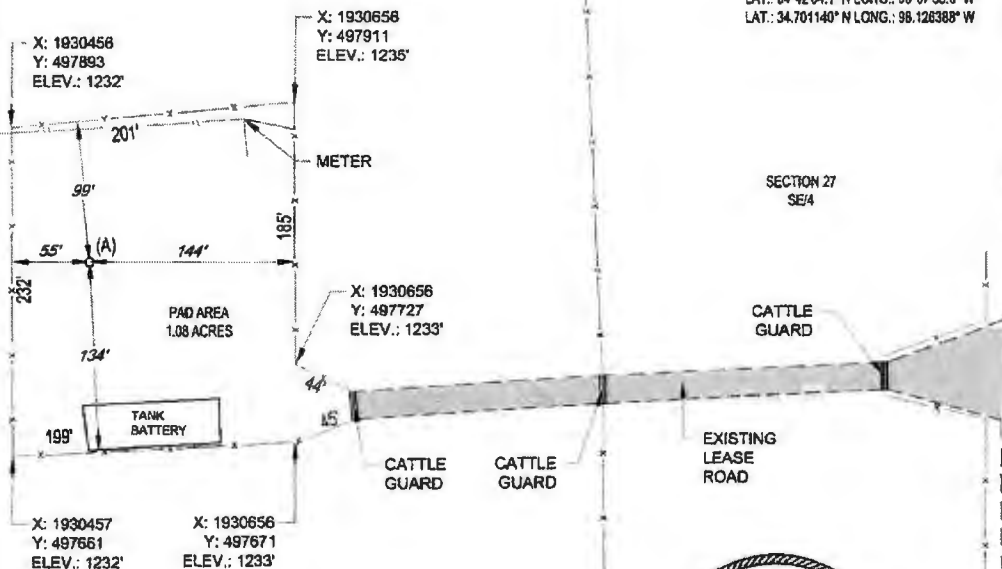 LAT.: 34.701140° N LONG.: 98.126388° W
X: 1930658
Y: 497911
ELEV.: 1235'
X: 1930456
Y: 497893
ELEV.: 1232'
201'
METER
99'
SECTION 27
SE/4
55'
(A)
144'
185'
232'
X: 1930656
Y: 497727
ELEV.: 1233'
PAD AREA
1.08 ACRES
CATTLE
GUARD
134'
44'
TANK
BATTERY
199'
45
EXISTING
LEASE
ROAD
CATTLE
GUARD
CATTLE
GUARD
X: 1930457
Y: 497661
ELEV.: 1232'
X: 1930656
Y: 497671
ELEV.: 1233'